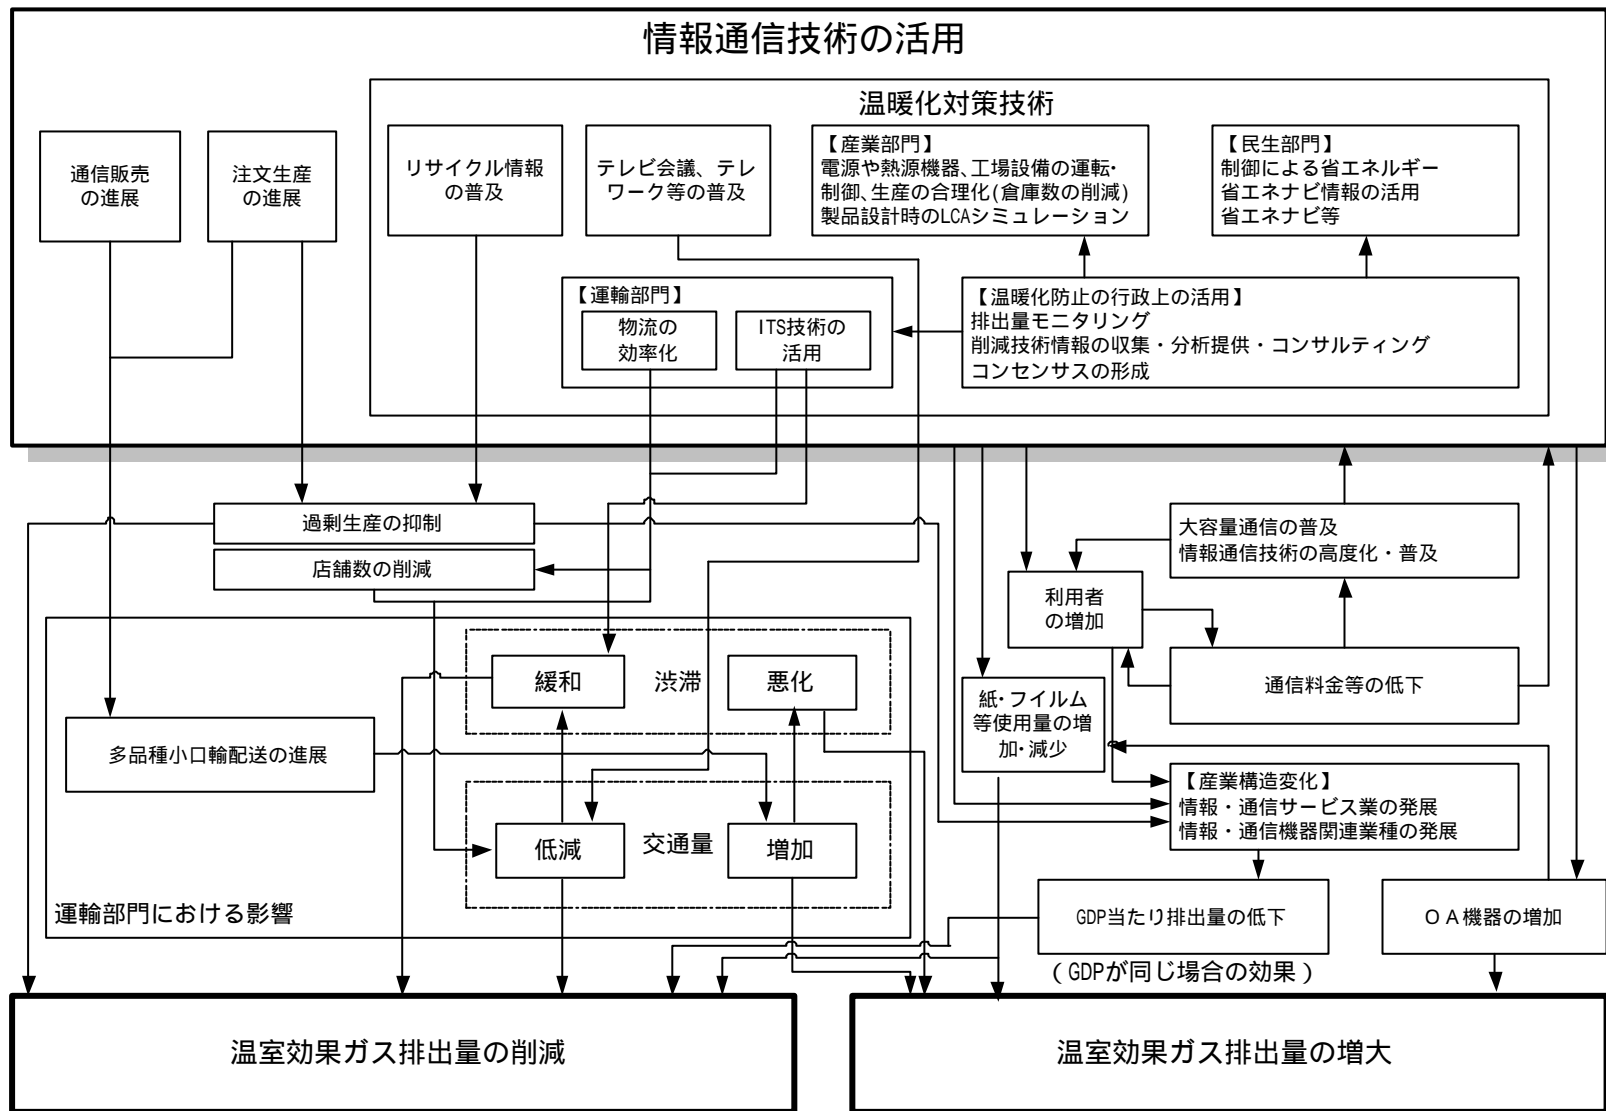 情報通信技術の活用
温暖化対策技術
通信販売
の進展
注文生産
の進展
リサイクル情報
の普及
テレビ会議、テレ
ワーク等の普及
【産業部門】
電源や熱源機器、工場設備の運転・
制御、生産の合理化(倉庫数の削減)
製品設計時のLCAシミュレーション
【民生部門】
制御による省エネルギー
省エネナビ情報の活用
省エネナビ等
【運輸部門】
物流の
効率化
ITS技術の
活用
【温暖化防止の行政上の活用】
排出量モニタリング
削減技術情報の収集・分析提供・コンサルティング
コンセンサスの形成
過剰生産の抑制
店舗数の削減
大容量通信の普及
情報通信技術の高度化・普及
利用者
の増加
通信料金等の低下
緩和
渋滞
悪化
紙・フイルム
等使用量の増
加・減少
多品種小口輸配送の進展
【産業構造変化】
情報・通信サービス業の発展
情報・通信機器関連業種の発展
低減
交通量
増加
運輸部門における影響
GDP当たり排出量の低下
(GDPが同じ場合の効果)
OA機器の増加
温室効果ガス排出量の削減
温室効果ガス排出量の増大